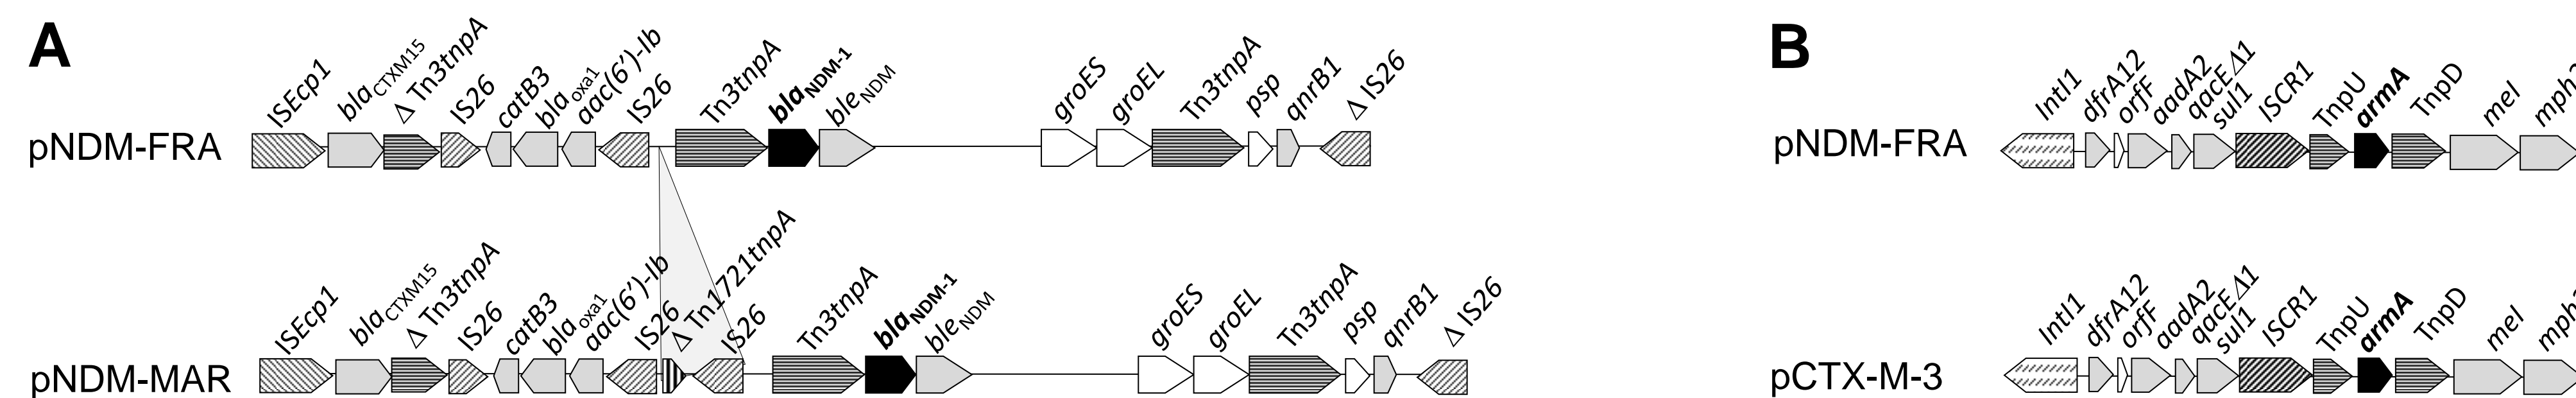 A
ISEcp1 blaCTXM15 Δ Tn3tnpA IS26 catB3 blaoxa1 aac(6')-Ib IS26 Tn3tnpA blaNDM-1 bleNDM groES groEL Tn3tnpA psp qnrB1 Δ IS26
pNDM-FRA
ISEcp1 blaCTXM15 Δ Tn3tnpA IS26 catB3 blaoxa1 aac(6')-Ib IS26 Δ Tn1721tnpA IS26 Tn3tnpA blaNDM-1 bleNDM groES groEL Tn3tnpA psp qnrB1 Δ IS26
pNDM-MAR
B
IntI1 dfrA12 orfF aadA2 qacEΔ1 sul1 ISCR1 TnpU armA TnpD mel
pNDM-FRA
IntI1 dfrA12 orfF aadA2 qacEΔ1 sul1 ISCR1 TnpU armA TnpD mel
pCTX-M-3